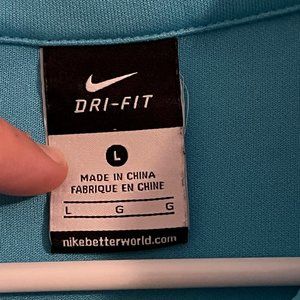 DRI-FIT
L
MADE IN CHINA
FABRIQUE EN CHINE
L G G
nikebetterworld.com